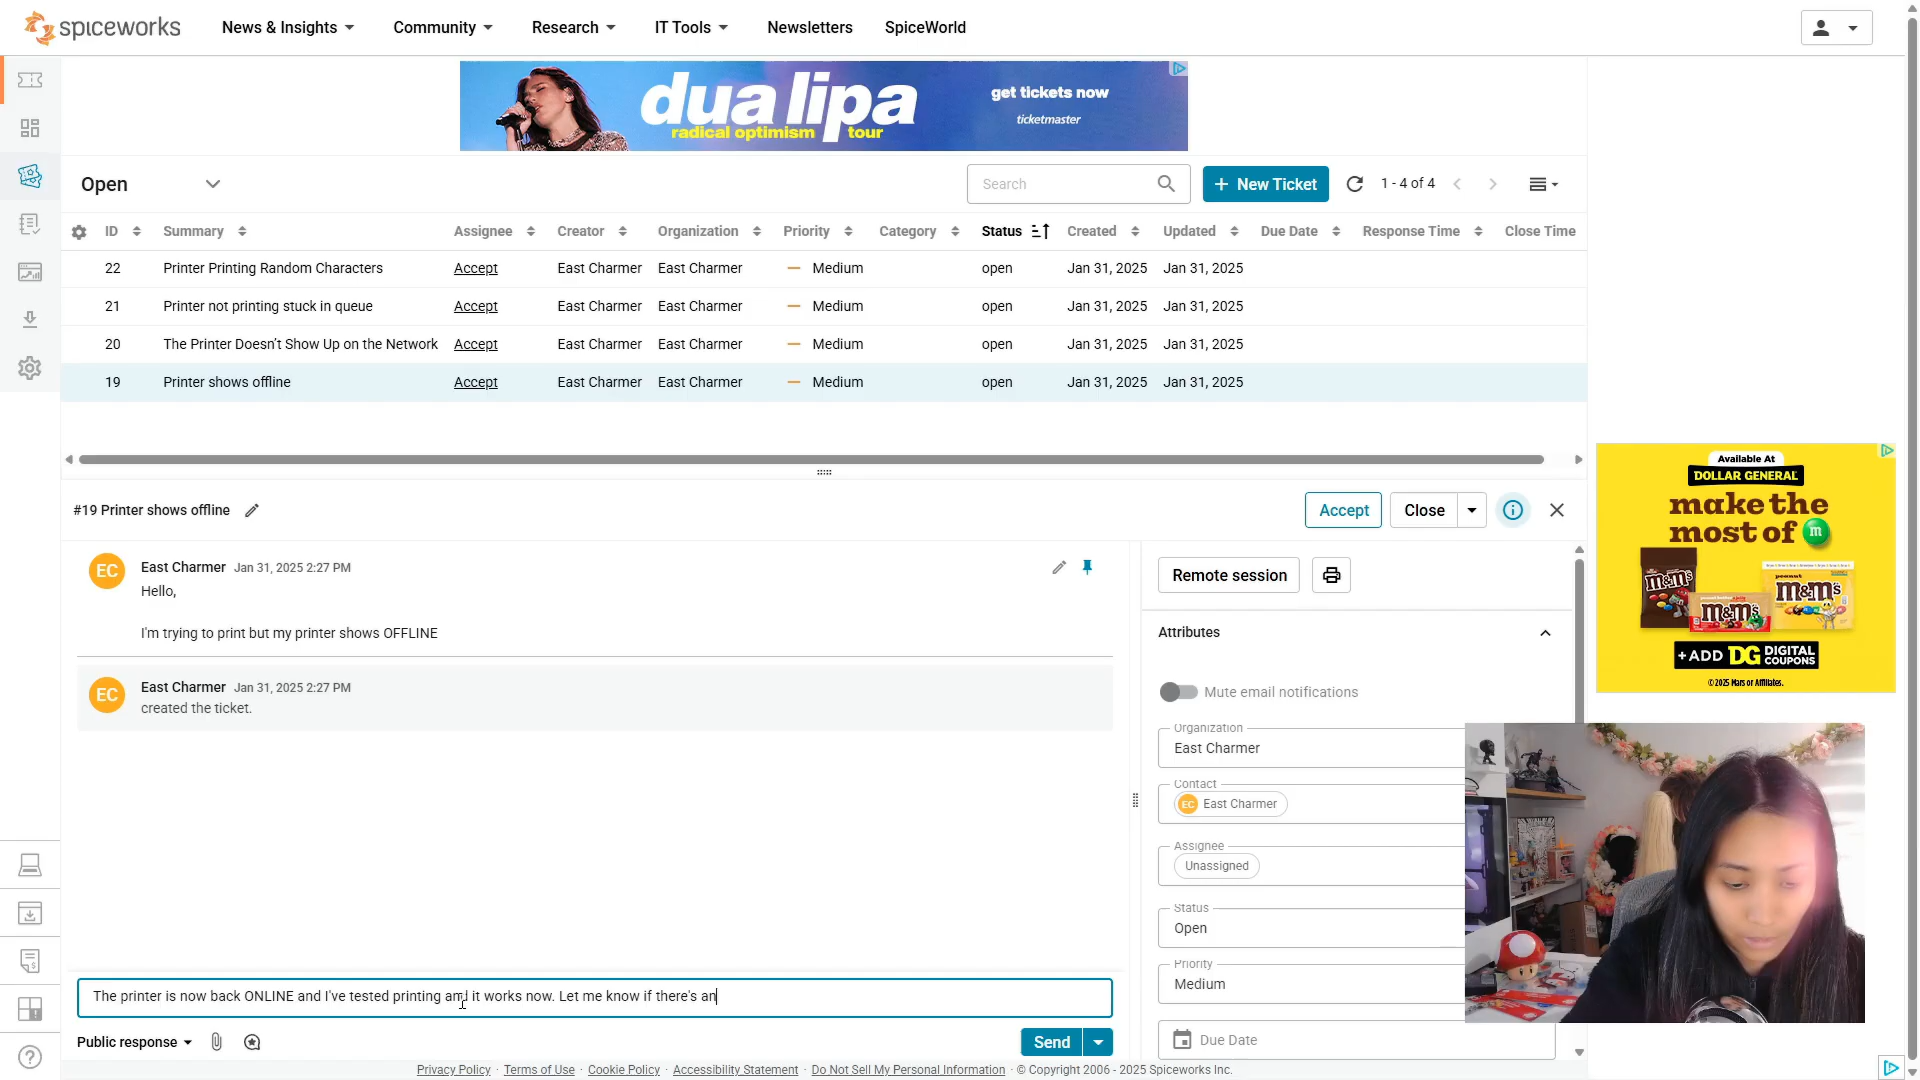 spiceworks
News & Insights
Community
Research
IT Tools
Newsletters
SpiceWorld
dua lipa
radical optimism tour
get tickets now
ticketmaster
Open
Search
+ New Ticket
1 - 4 of 4
ID Summary Assignee Creator Organization Priority Category Status Created Updated Due Date Response Time Close Time
22 Printer Printing Random Characters Accept East Charmer East Charmer Medium open Jan 31, 2025 Jan 31, 2025
21 Printer not printing stuck in queue Accept East Charmer East Charmer Medium open Jan 31, 2025 Jan 31, 2025
20 The Printer Doesn’t Show Up on the Network Accept East Charmer East Charmer Medium open Jan 31, 2025 Jan 31, 2025
19 Printer shows offline Accept East Charmer East Charmer Medium open Jan 31, 2025 Jan 31, 2025
#19 Printer shows offline
Accept
Close
EC East Charmer Jan 31, 2025 2:27 PM
Hello,
I'm trying to print but my printer shows OFFLINE
EC East Charmer Jan 31, 2025 2:27 PM
created the ticket.
The printer is now back ONLINE and I've tested printing and it works now. Let me know if there's an
Public response
Send
Remote session
Attributes
Mute email notifications
Organization
East Charmer
Contact
EC East Charmer
Assignee
Unassigned
Status
Open
Priority
Medium
Due Date
Available At
DOLLAR GENERAL
make the
most of m
m&m's
m&m's
m&m's
peanut
+ADD DG DIGITAL COUPONS
© 2025 Mars or Affiliates.
Privacy Policy · Terms of Use · Cookie Policy · Accessibility Statement · Do Not Sell My Personal Information · © Copyright 2006 - 2025 Spiceworks Inc.